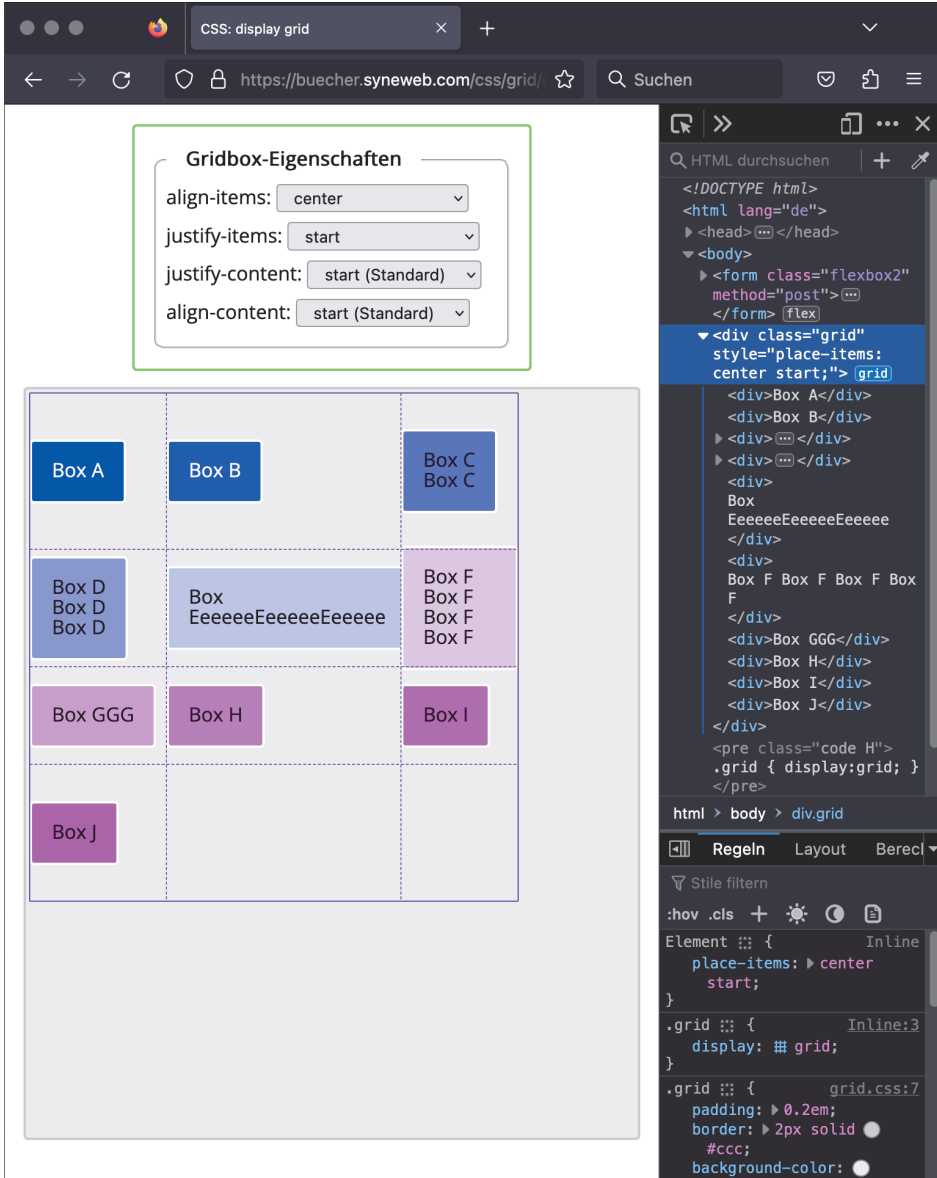 CSS: display grid
https://buecher.syneweb.com/css/grid/
Suchen
Gridbox-Eigenschaften
align-items: center
justify-items: start
justify-content: start (Standard)
align-content: start (Standard)
Box A
Box B
Box C
Box C
Box D
Box D
Box D
Box
EeeeeeEeeeeeEeeeee
Box F
Box F
Box F
Box F
Box GGG
Box H
Box I
Box J
HTML durchsuchen
<!DOCTYPE html>
<html lang="de">
<head> </head>
<body>
<form class="flexbox2"
method="post">
</form> flex
<div class="grid"
style="place-items:
center start;"> grid
<div>Box A</div>
<div>Box B</div>
<div> </div>
<div> </div>
<div>
Box
EeeeeeEeeeeeEeeeee
</div>
<div>
Box F Box F Box F Box
F
</div>
<div>Box GGG</div>
<div>Box H</div>
<div>Box I</div>
<div>Box J</div>
</div>
<pre class="code H">
.grid { display:grid; }
</pre>
html > body > div.grid
Regeln Layout Berecl
Stile filtern
:hov .cls
Element { Inline
place-items: center
start;
}
.grid { Inline:3
display: grid;
}
.grid { grid.css:7
padding: 0.2em;
border: 2px solid
#ccc;
background-color: